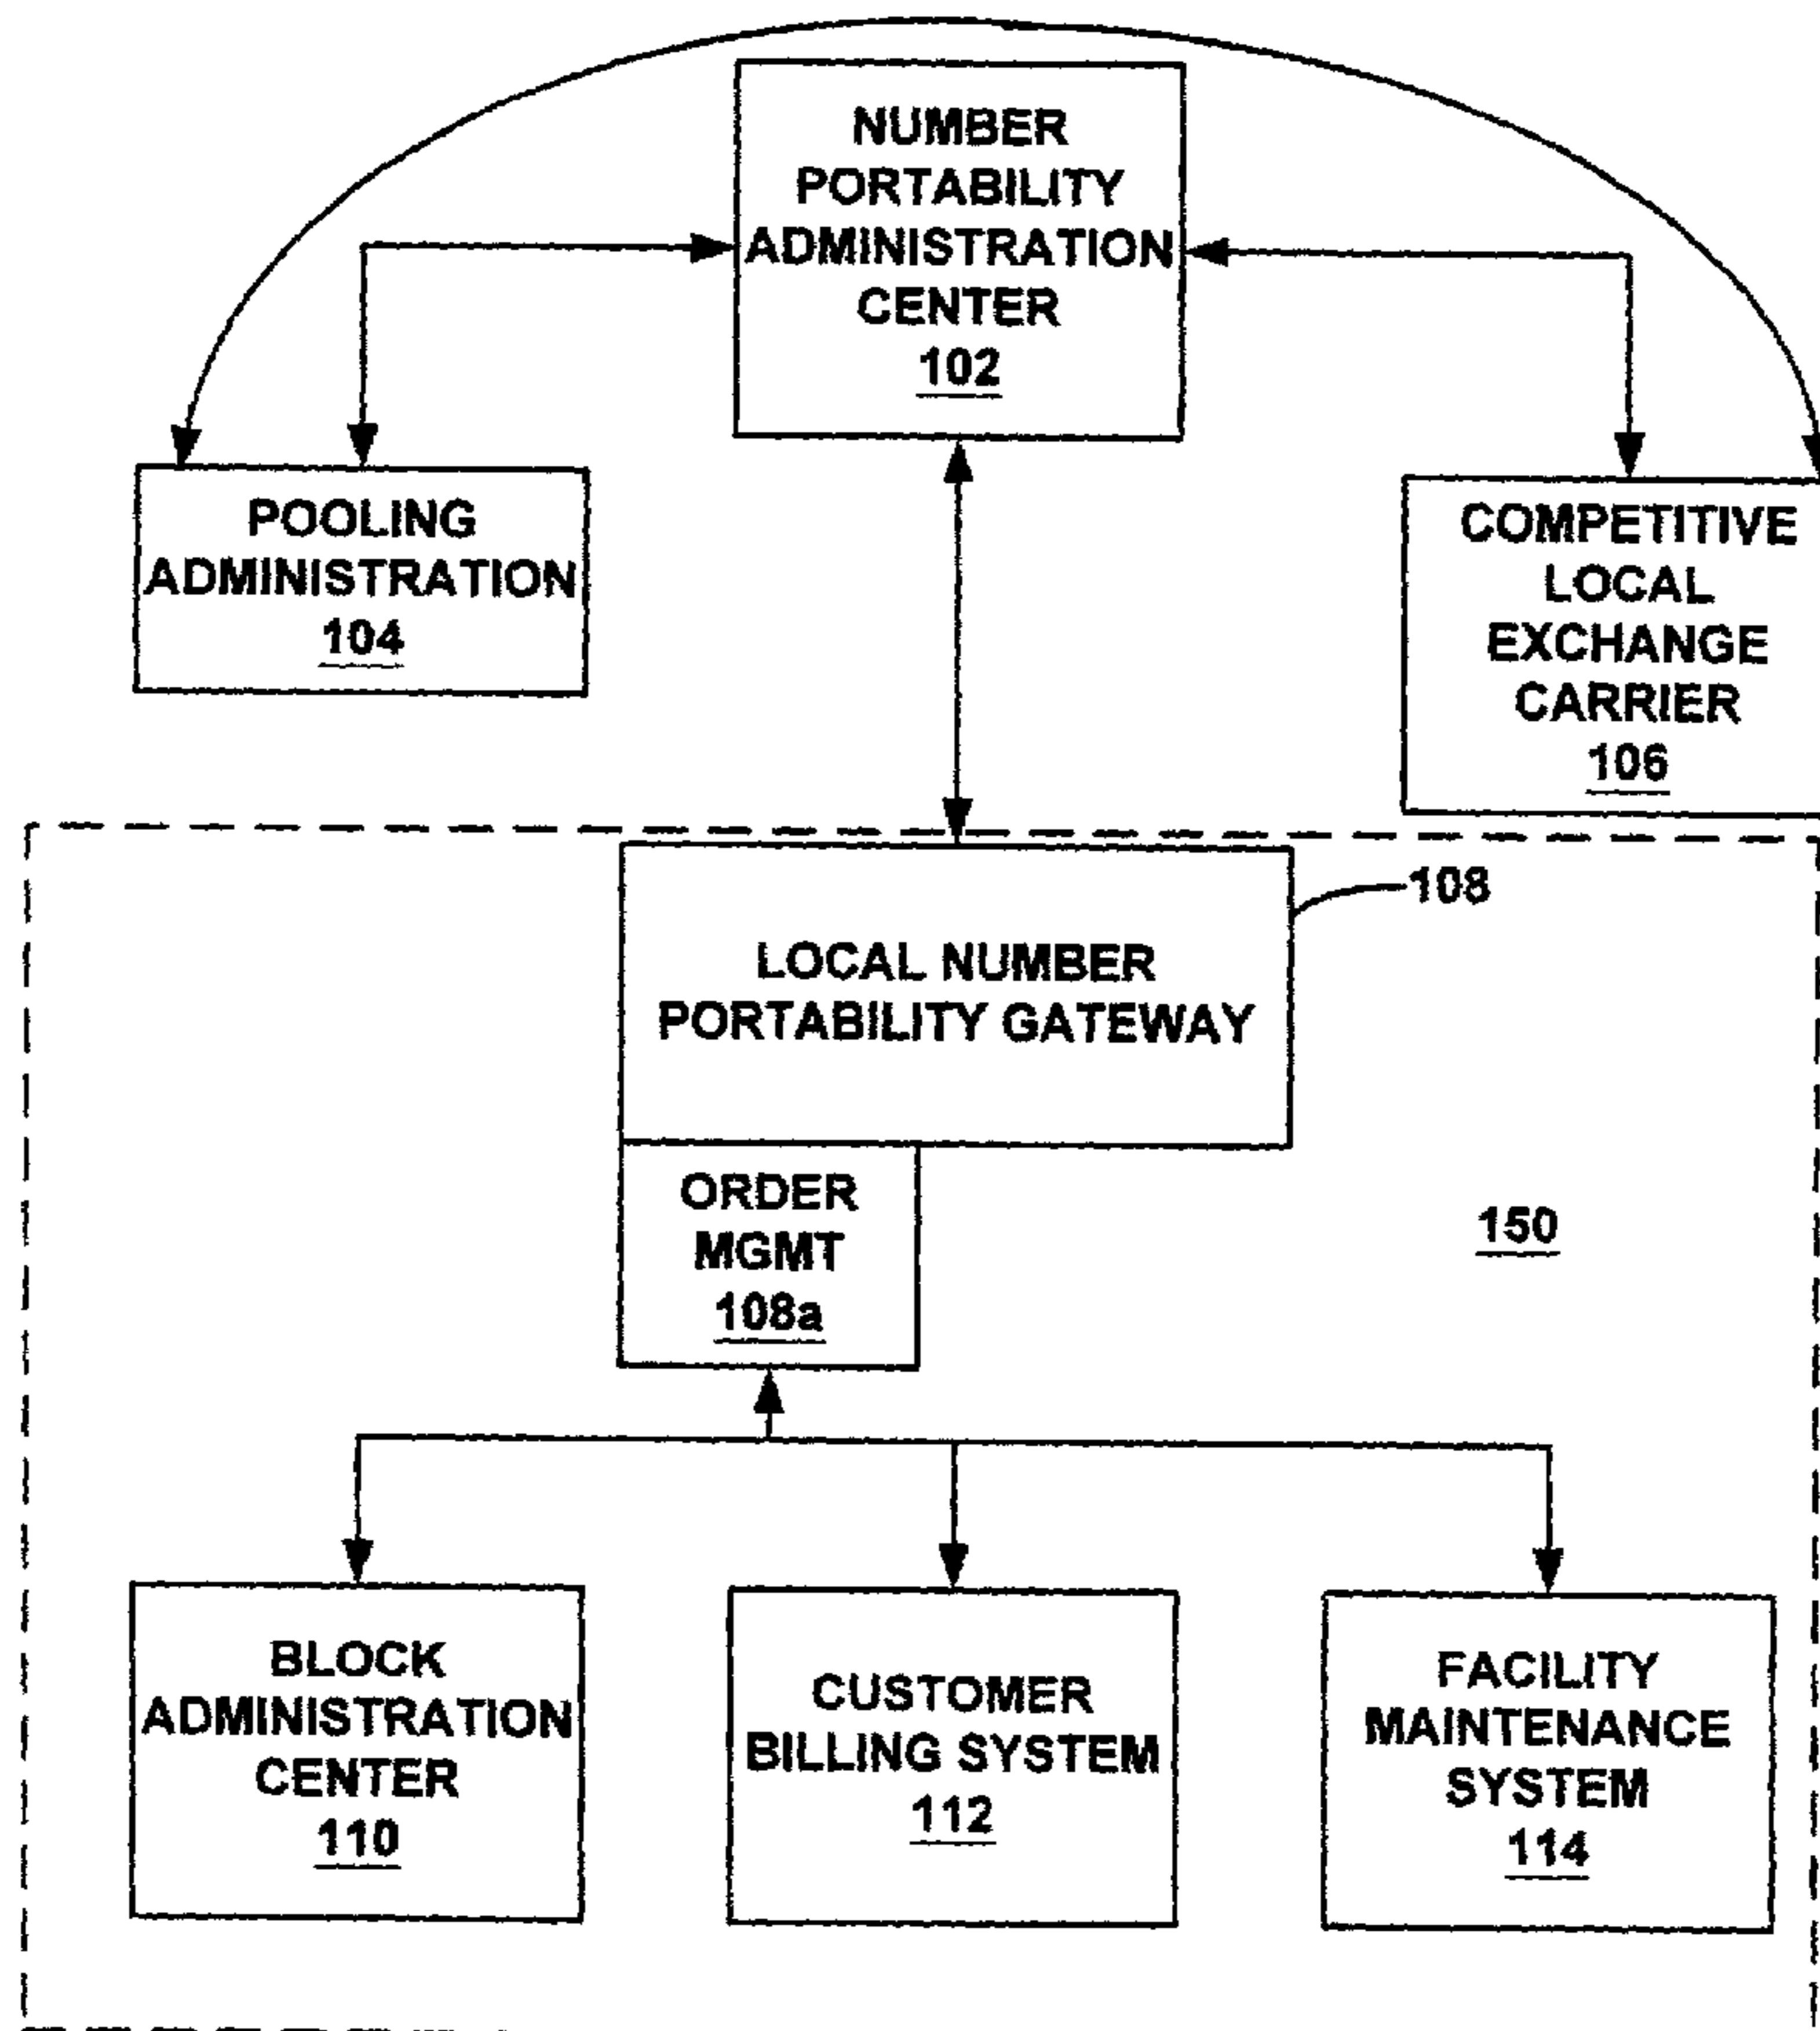 NUMBER
PORTABILITY
ADMINISTRATION
CENTER
102
POOLING
ADMINISTRATION
104
COMPETITIVE
LOCAL
EXCHANGE
CARRIER
106
108
LOCAL NUMBER
PORTABILITY GATEWAY
ORDER
MGMT
108a
150
BLOCK
ADMINISTRATION
CENTER
110
CUSTOMER
BILLING SYSTEM
112
FACILITY
MAINTENANCE
SYSTEM
114